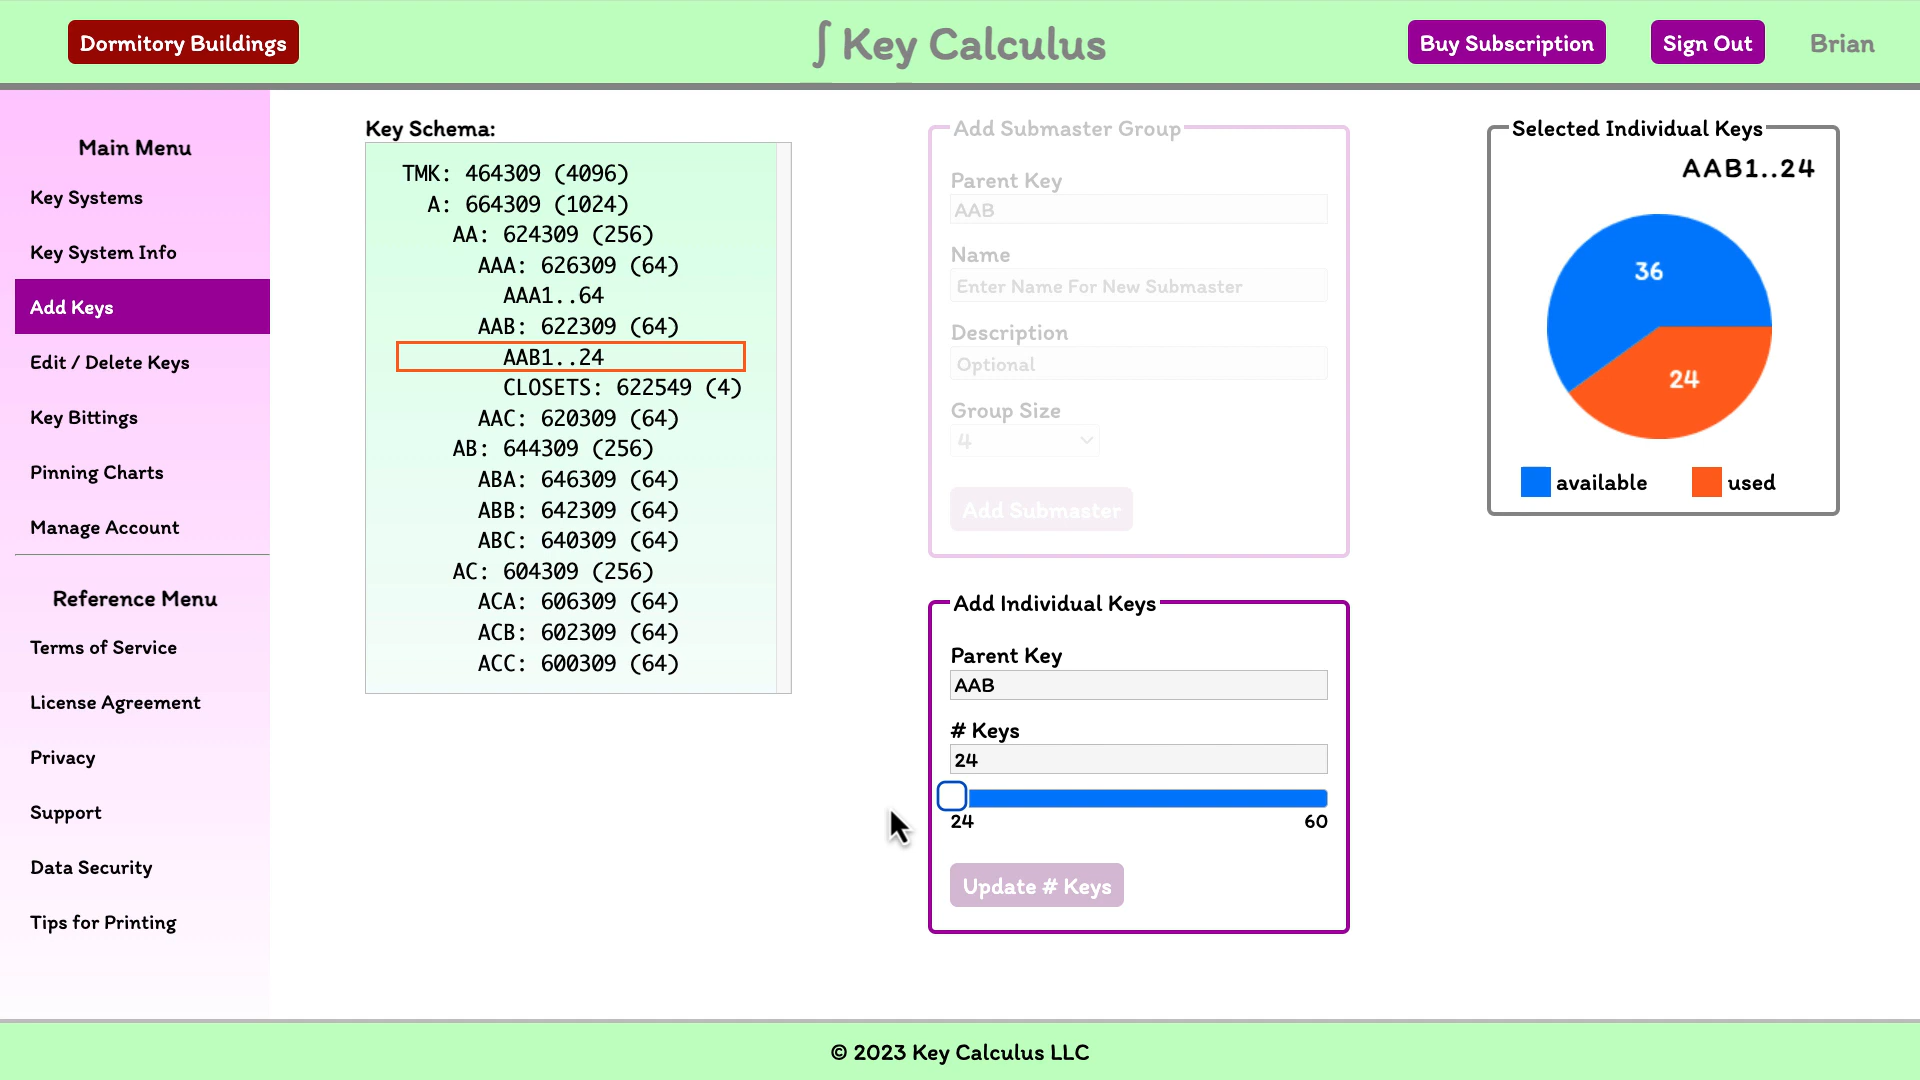 Dormitory Buildings
∫ Key Calculus
Buy Subscription
Sign Out
Brian
Main Menu
Key Systems
Key System Info
Add Keys
Edit / Delete Keys
Key Bittings
Pinning Charts
Manage Account
Reference Menu
Terms of Service
License Agreement
Privacy
Support
Data Security
Tips for Printing
Key Schema:
TMK: 464309 (4096)
A: 664309 (1024)
AA: 624309 (256)
AAA: 626309 (64)
AAA1..64
AAB: 622309 (64)
AAB1..24
CLOSETS: 622549 (4)
AAC: 620309 (64)
AB: 644309 (256)
ABA: 646309 (64)
ABB: 642309 (64)
ABC: 640309 (64)
AC: 604309 (256)
ACA: 606309 (64)
ACB: 602309 (64)
ACC: 600309 (64)
Add Submaster Group
Parent Key
AAB
Name
Enter Name For New Submaster
Description
Optional
Group Size
4
Add Submaster
Add Individual Keys
Parent Key
AAB
# Keys
24
24 60
Update # Keys
Selected Individual Keys
AAB1..24
36
24
available used
© 2023 Key Calculus LLC